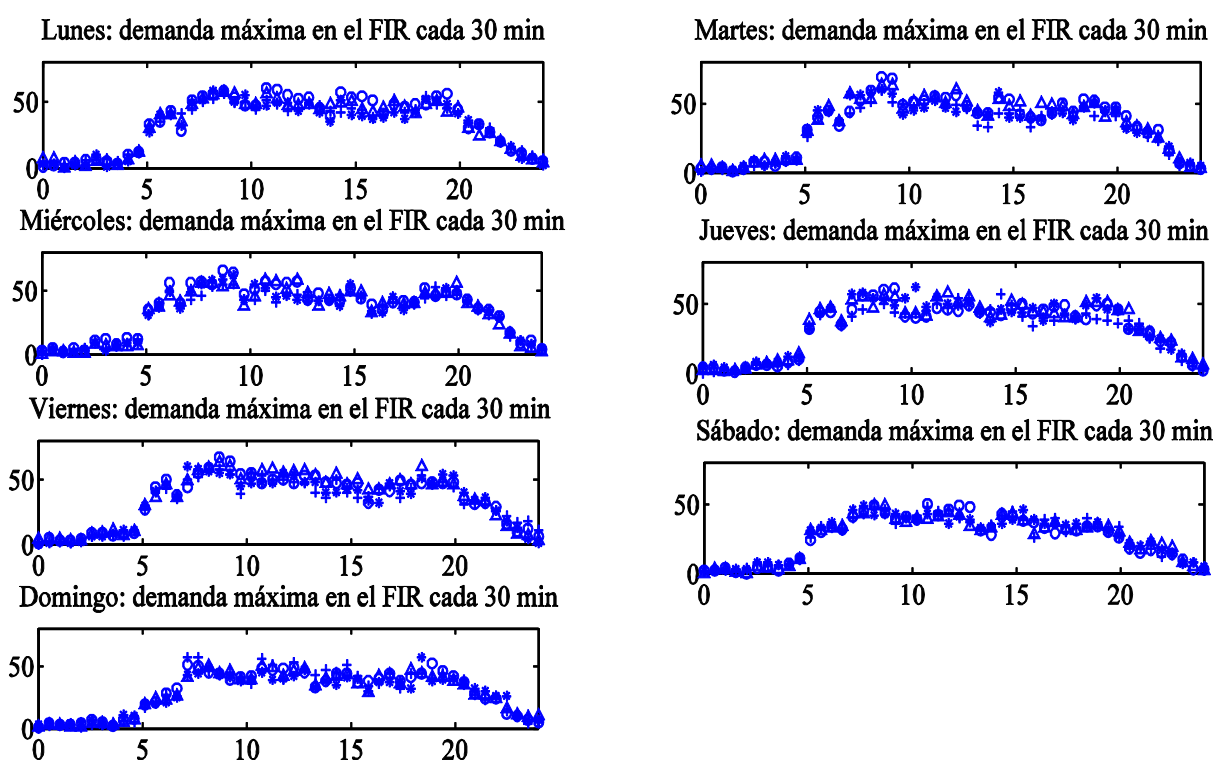 Lunes: demanda máxima en el FIR cada 30 min
50
0
0 5 10 15 20
Martes: demanda máxima en el FIR cada 30 min
50
0
0 5 10 15 20
Miércoles: demanda máxima en el FIR cada 30 min
50
0
0 5 10 15 20
Jueves: demanda máxima en el FIR cada 30 min
50
0
0 5 10 15 20
Viernes: demanda máxima en el FIR cada 30 min
50
0
0 5 10 15 20
Sábado: demanda máxima en el FIR cada 30 min
50
0
0 5 10 15 20
Domingo: demanda máxima en el FIR cada 30 min
50
0
0 5 10 15 20